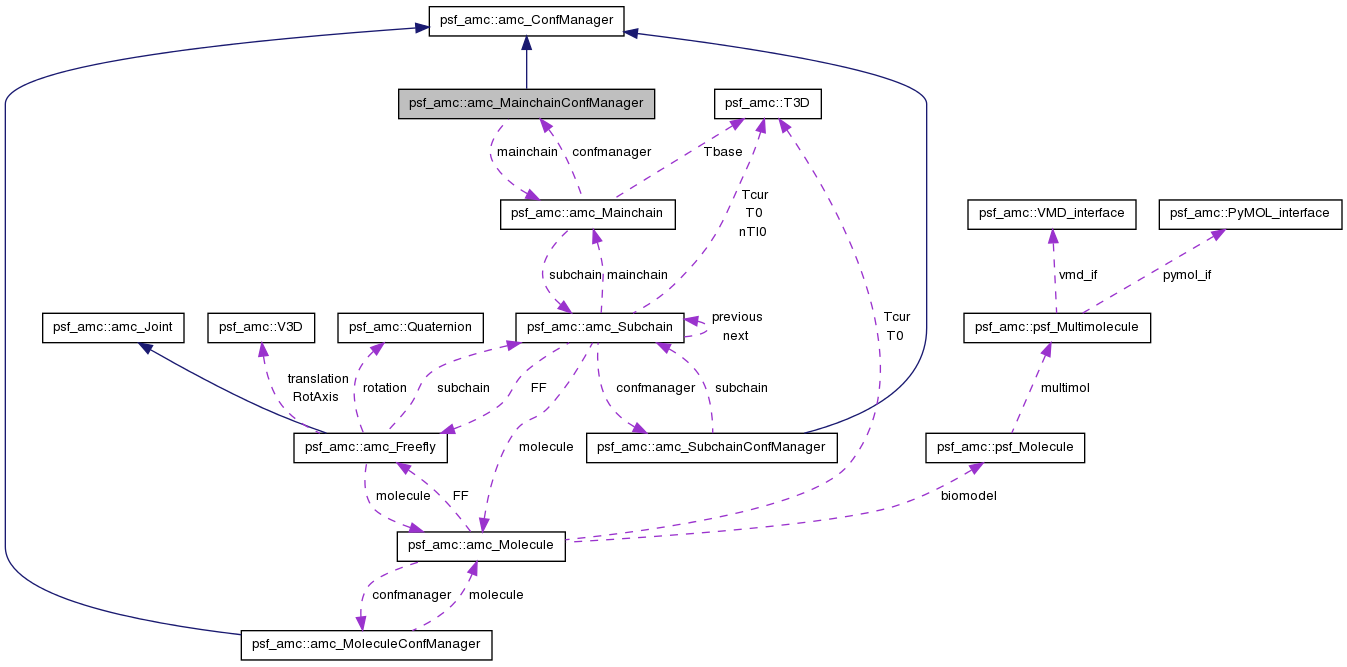 psf_amc::amc_ConfManager
psf_amc::amc_MainchainConfManager
psf_amc::T3D
mainchain
confmanager
Tbase
Tcur
T0
nTI0
psf_amc::amc_Mainchain
psf_amc::VMD_interface
psf_amc::PyMOL_interface
subchain
mainchain
vmd_if
pymol_if
psf_amc::amc_Joint
psf_amc::V3D
psf_amc::Quaternion
psf_amc::amc_Subchain
previous
next
Tcur
T0
psf_amc::psf_Multimolecule
translation
RotAxis
rotation
subchain
FF
confmanager
subchain
multimol
psf_amc::amc_Freefly
molecule
psf_amc::amc_SubchainConfManager
psf_amc::psf_Molecule
molecule
FF
biomodel
psf_amc::amc_Molecule
confmanager
molecule
psf_amc::amc_MoleculeConfManager